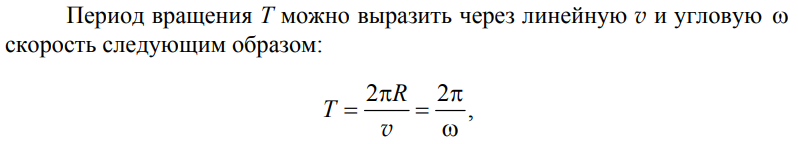 Период вращения T можно выразить через линейную v и угловую ω
скорость следующим образом:
T = 2πR/v = 2π/ω,